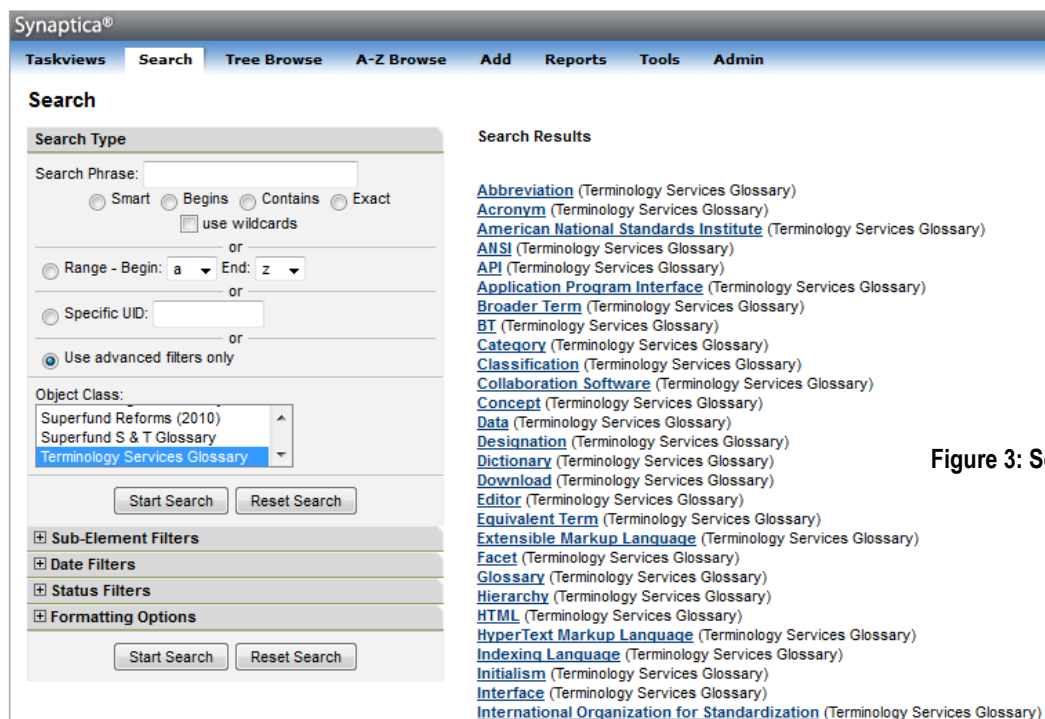 Synaptica®
Taskviews Search Tree Browse A-Z Browse Add Reports Tools Admin
Search
Search Type
Search Phrase:
Smart Begins Contains Exact
use wildcards
or
Range - Begin: a End: z
or
Specific UID:
or
Use advanced filters only
Object Class:
Superfund Reforms (2010)
Superfund S & T Glossary
Terminology Services Glossary
Start Search Reset Search
Sub-Element Filters
Date Filters
Status Filters
Formatting Options
Start Search Reset Search
Search Results
Abbreviation (Terminology Services Glossary)
Acronym (Terminology Services Glossary)
American National Standards Institute (Terminology Services Glossary)
ANSI (Terminology Services Glossary)
API (Terminology Services Glossary)
Application Program Interface (Terminology Services Glossary)
Broader Term (Terminology Services Glossary)
BT (Terminology Services Glossary)
Category (Terminology Services Glossary)
Classification (Terminology Services Glossary)
Collaboration Software (Terminology Services Glossary)
Concept (Terminology Services Glossary)
Data (Terminology Services Glossary)
Designation (Terminology Services Glossary)
Dictionary (Terminology Services Glossary)
Download (Terminology Services Glossary)
Editor (Terminology Services Glossary)
Equivalent Term (Terminology Services Glossary)
Extensible Markup Language (Terminology Services Glossary)
Facet (Terminology Services Glossary)
Glossary (Terminology Services Glossary)
Hierarchy (Terminology Services Glossary)
HTML (Terminology Services Glossary)
HyperText Markup Language (Terminology Services Glossary)
Indexing Language (Terminology Services Glossary)
Initialism (Terminology Services Glossary)
Interface (Terminology Services Glossary)
International Organization for Standardization (Terminology Services Glossary)
Figure 3: